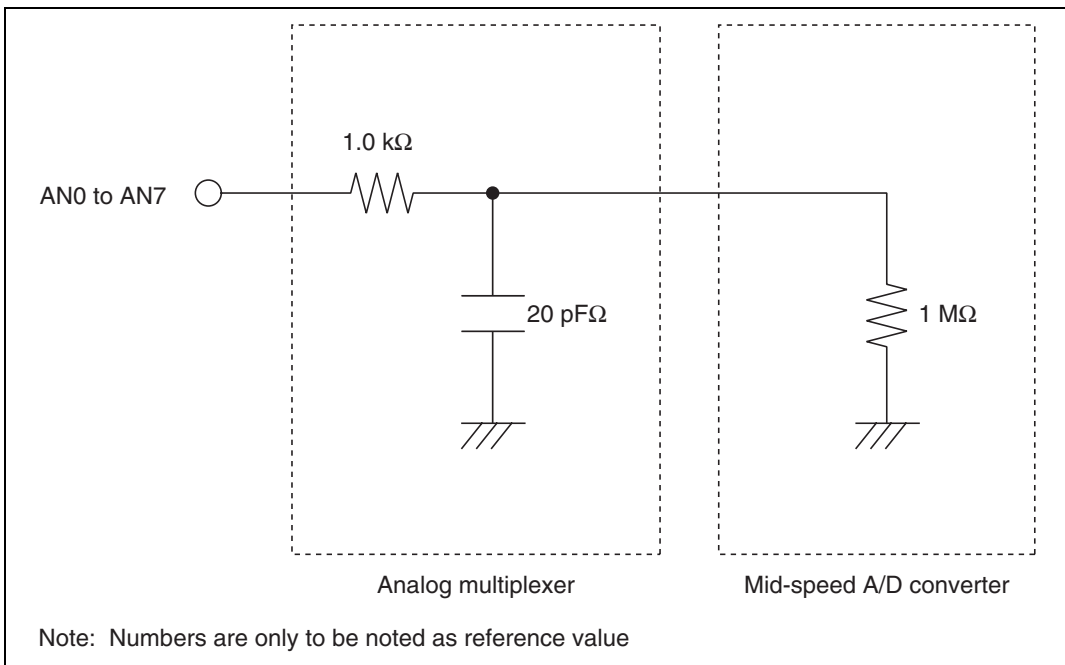 1.0 kΩ
AN0 to AN7
20 pFΩ
1 MΩ
Analog multiplexer
Mid-speed A/D converter
Note: Numbers are only to be noted as reference value